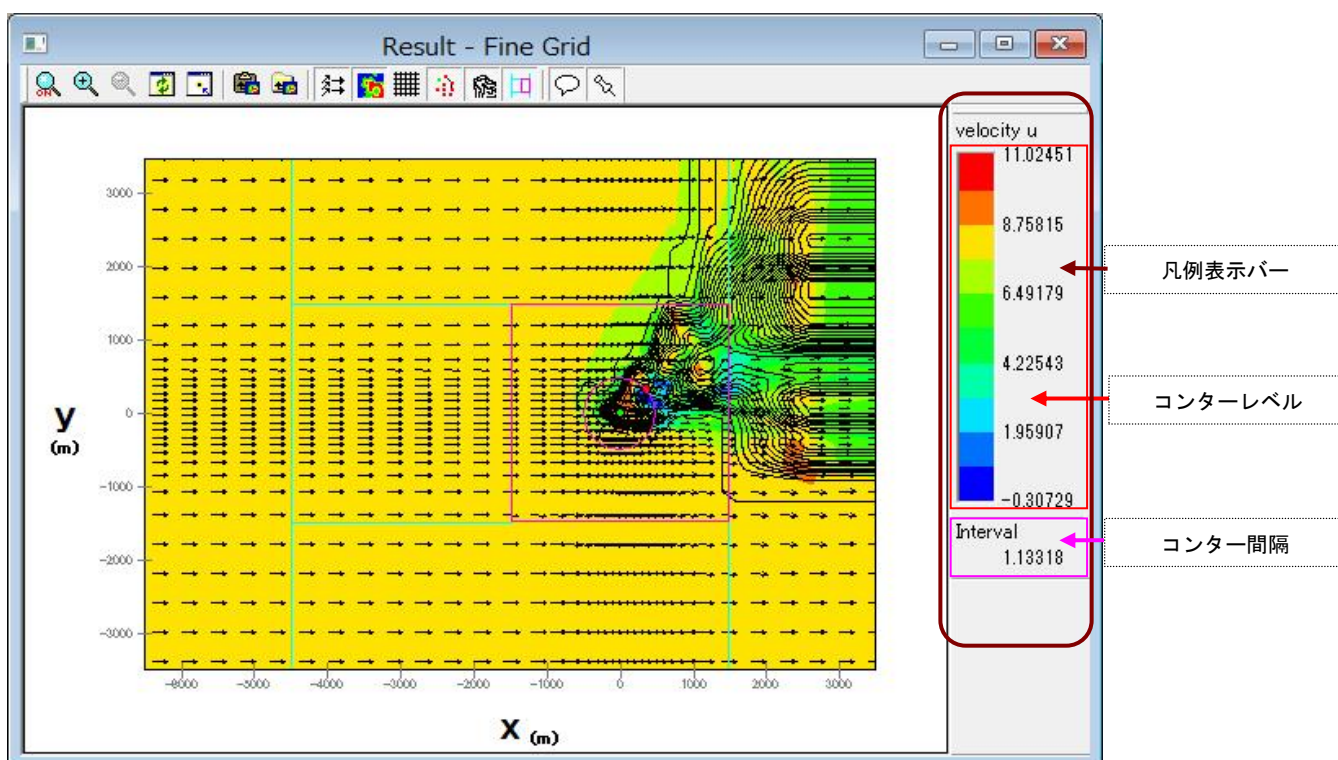 Result - Fine Grid
ON
velocity u
11.02451
8.75815
6.49179
4.22543
1.95907
-0.30729
Interval
1.13318
凡例表示バー
コンターレベル
コンター間隔
3000
2000
1000
0
-1000
-2000
-3000
y
(m)
-6000 -5000 -4000 -3000 -2000 -1000 0 1000 2000 3000
X (m)